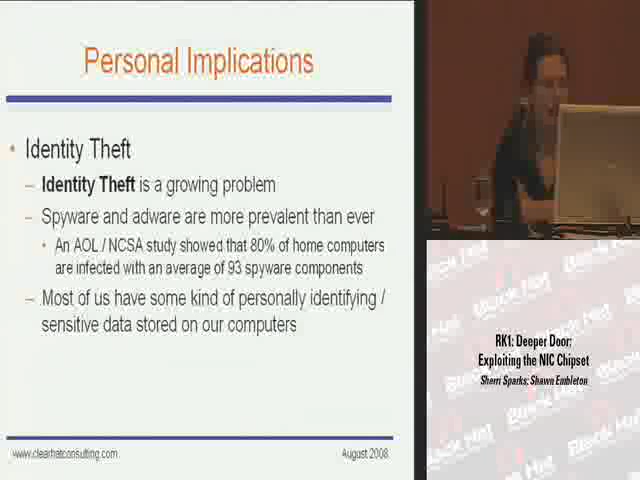 Personal Implications
• Identity Theft
– Identity Theft is a growing problem
– Spyware and adware are more prevalent than ever
• An AOL / NCSA study showed that 80% of home computers
are infected with an average of 93 spyware components
– Most of us have some kind of personally identifying /
sensitive data stored on our computers
www.clearhatconsulting.com
August 2008
RK1: Deeper Door:
Exploiting the NIC Chipset
Sherri Sparks; Shawn Embleton
Black Hat